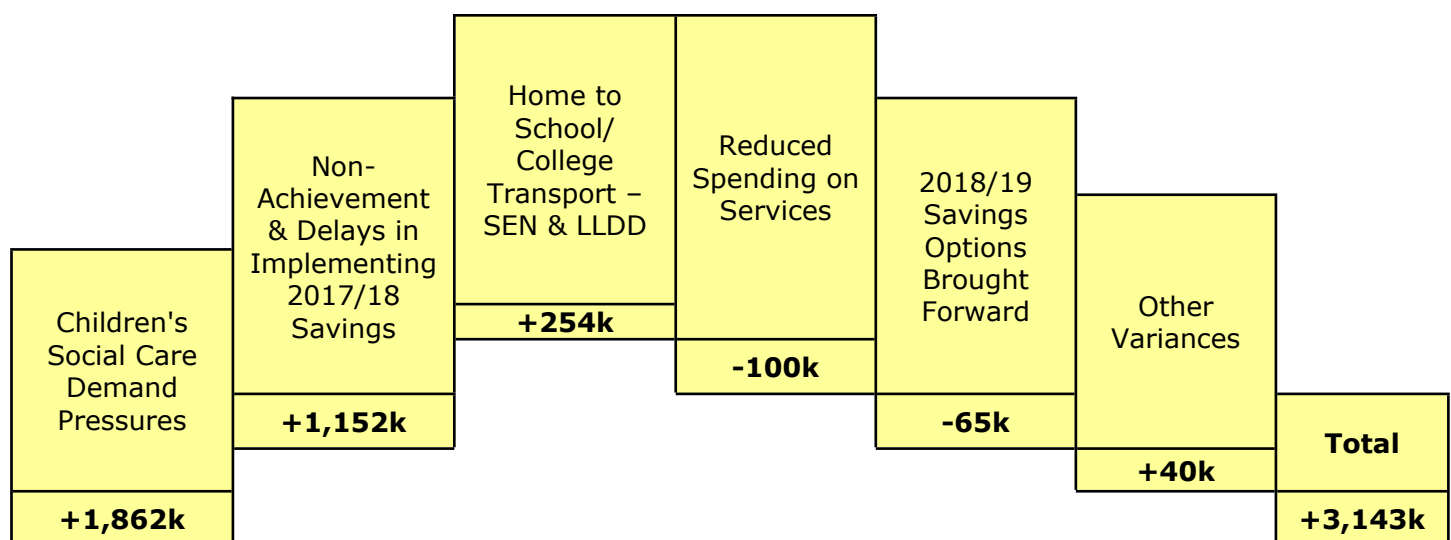 Children's
Social Care
Demand
Pressures
+1,862k
Non-
Achievement
& Delays in
Implementing
2017/18
Savings
+1,152k
Home to
School/
College
Transport –
SEN & LLDD
+254k
Reduced
Spending on
Services
-100k
2018/19
Savings
Options
Brought
Forward
-65k
Other
Variances
+40k
Total
+3,143k